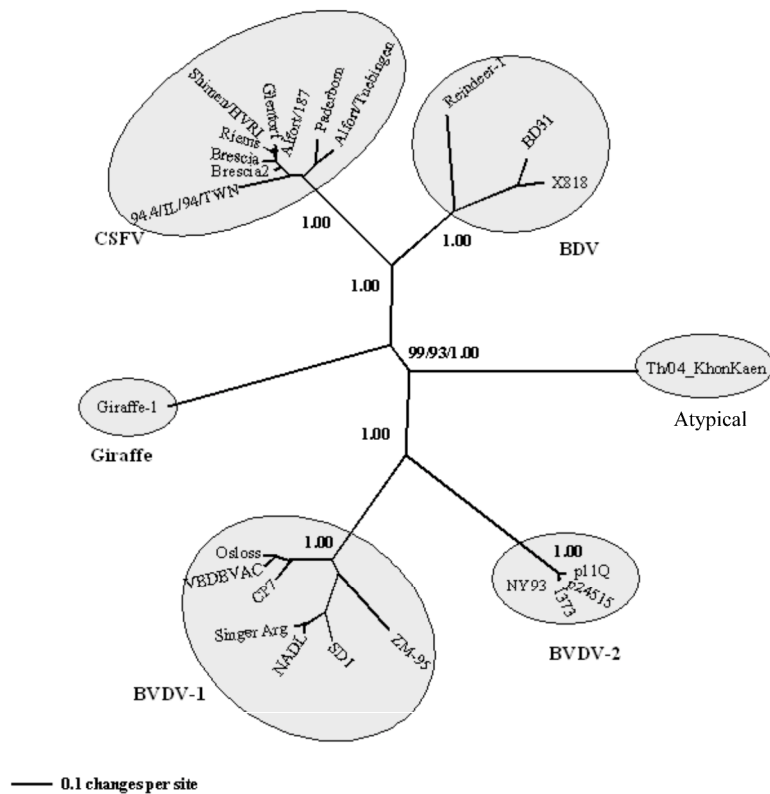 Shimen/HVRI
Glentorf
Alfort/187
Paderborn
Alfort/Tuebingen
Riems
Brescia
Brescia2
94.4/IL/94/TWN
CSFV
1.00
Reindeer-1
BD31
X818
1.00
BDV
1.00
99/93/1.00
Th/04_KhonKaen
Atypical
Giraffe-1
Giraffe
1.00
1.00
Osloss
VEDEVAC
CP7
Singer Arg
NADL
SD1
ZM-95
BVDV-1
1.00
NY93
p11Q
p24515
1373
BVDV-2
0.1 changes per site